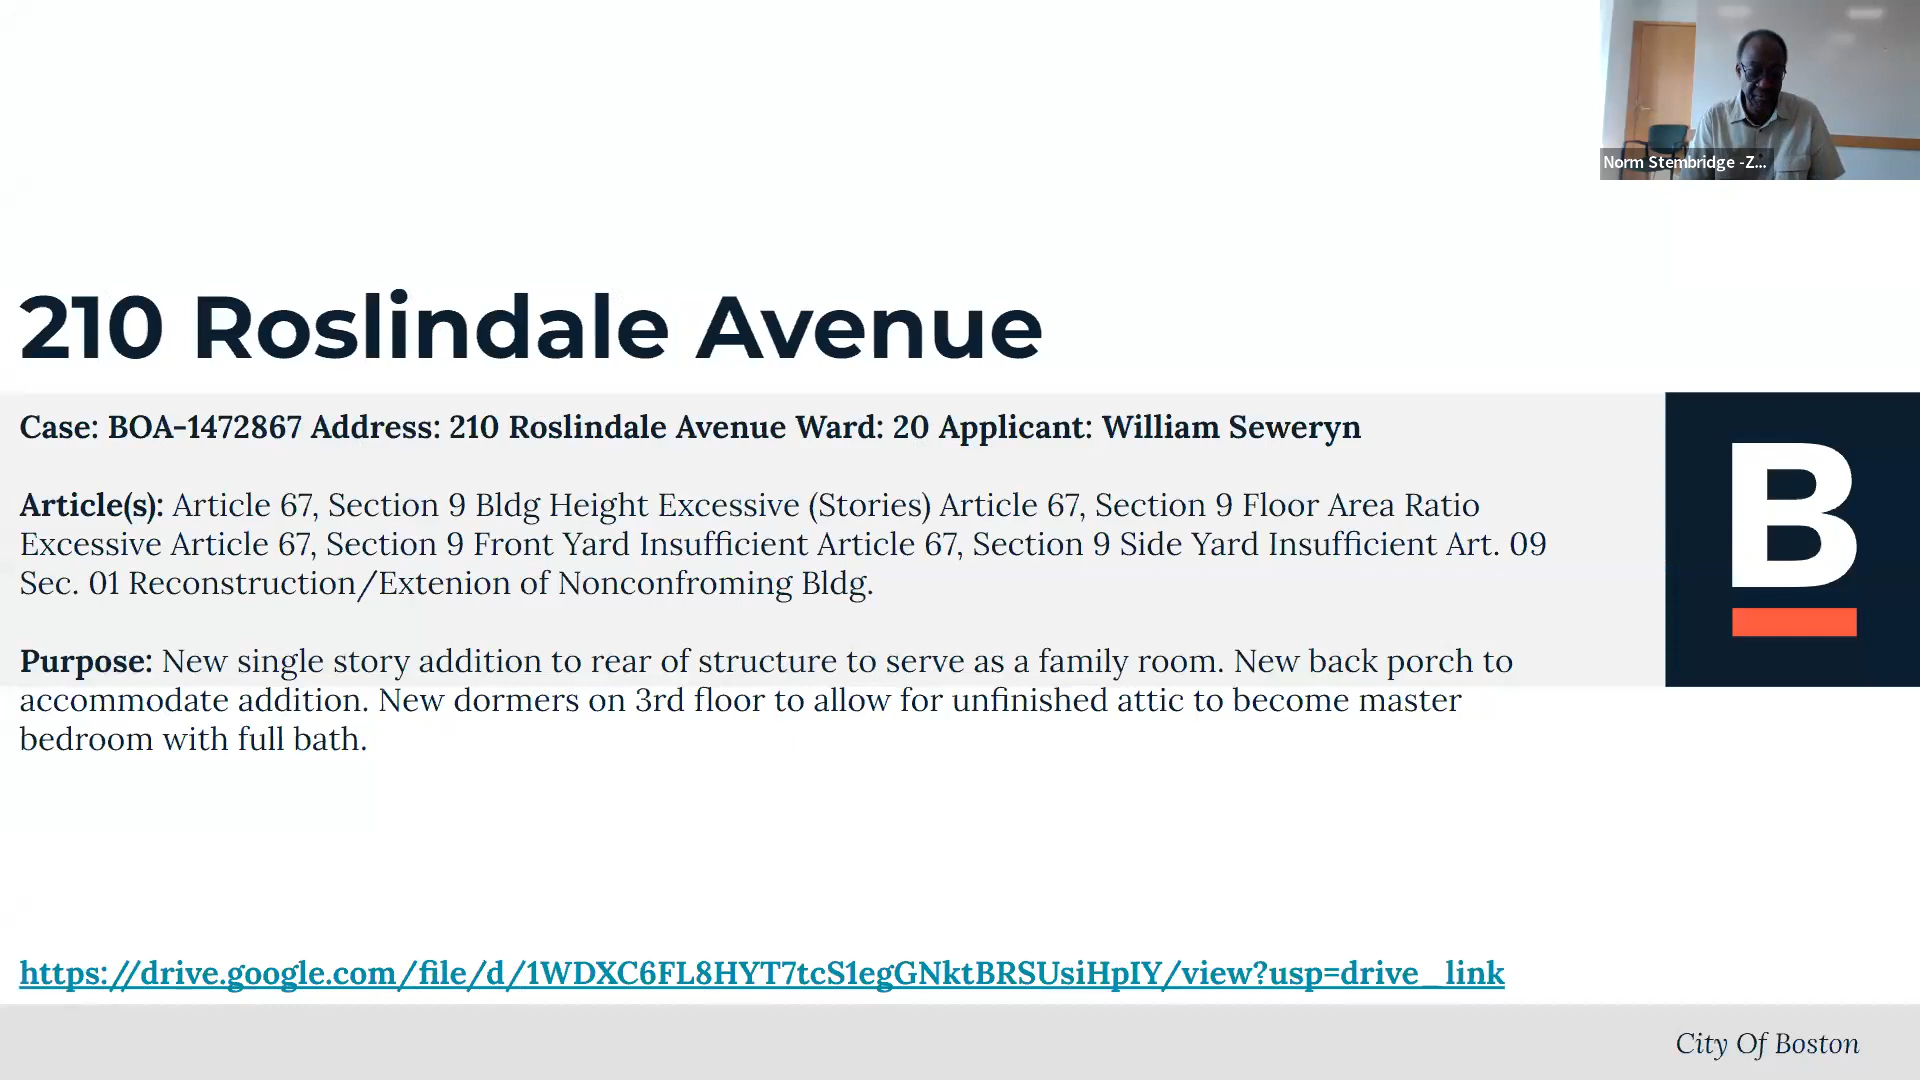 Norm Stembridge -Z...
210 Roslindale Avenue
Case: BOA-1472867 Address: 210 Roslindale Avenue Ward: 20 Applicant: William Seweryn
Article(s): Article 67, Section 9 Bldg Height Excessive (Stories) Article 67, Section 9 Floor Area Ratio
Excessive Article 67, Section 9 Front Yard Insufficient Article 67, Section 9 Side Yard Insufficient Art. 09
Sec. 01 Reconstruction/Extenion of Nonconfroming Bldg.
B
Purpose: New single story addition to rear of structure to serve as a family room. New back porch to
accommodate addition. New dormers on 3rd floor to allow for unfinished attic to become master
bedroom with full bath.
https://drive.google.com/file/d/1WDXC6FL8HYT7tcS1egGNktBRSUsiHpIY/view?usp=drive_link
City Of Boston